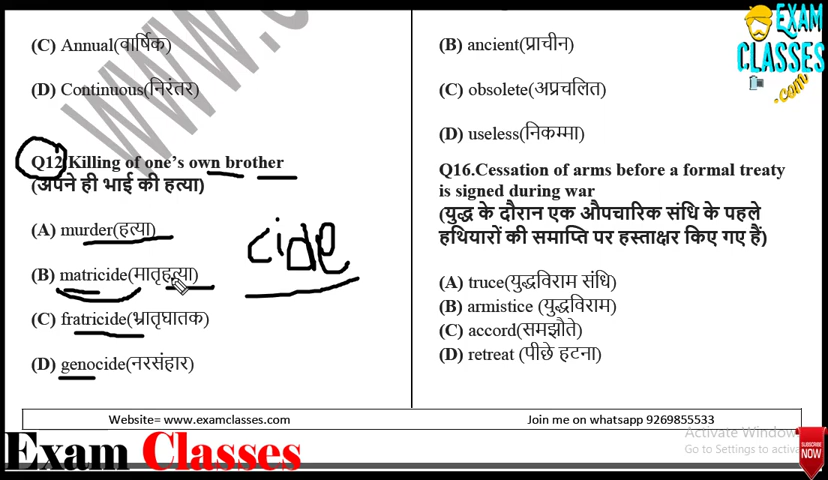 (C) Annual(वार्षिक)
(D) Continuous(निरंतर)
Q12.Killing of one's own brother
(अपने ही भाई की हत्या)
(A) murder(हत्या)
(B) matricide(मातृहत्या)
(C) fratricide(भ्रातृघातक)
(D) genocide(नरसंहार)
cide
(B) ancient(प्राचीन)
(C) obsolete(अप्रचलित)
(D) useless(निकम्मा)
Q16.Cessation of arms before a formal treaty
is signed during war
(युद्ध के दौरान एक औपचारिक संधि के पहले
हथियारों की समाप्ति पर हस्ताक्षर किए गए हैं)
(A) truce(युद्धविराम संधि)
(B) armistice (युद्धविराम)
(C) accord(समझौते)
(D) retreat (पीछे हटना)
EXAM
CLASSES
.com
www.
Website= www.examclasses.com
Join me on whatsapp 9269855533
Exam Classes
Activate Window
Go to Settings to activa
SUBSCRIBE
NOW